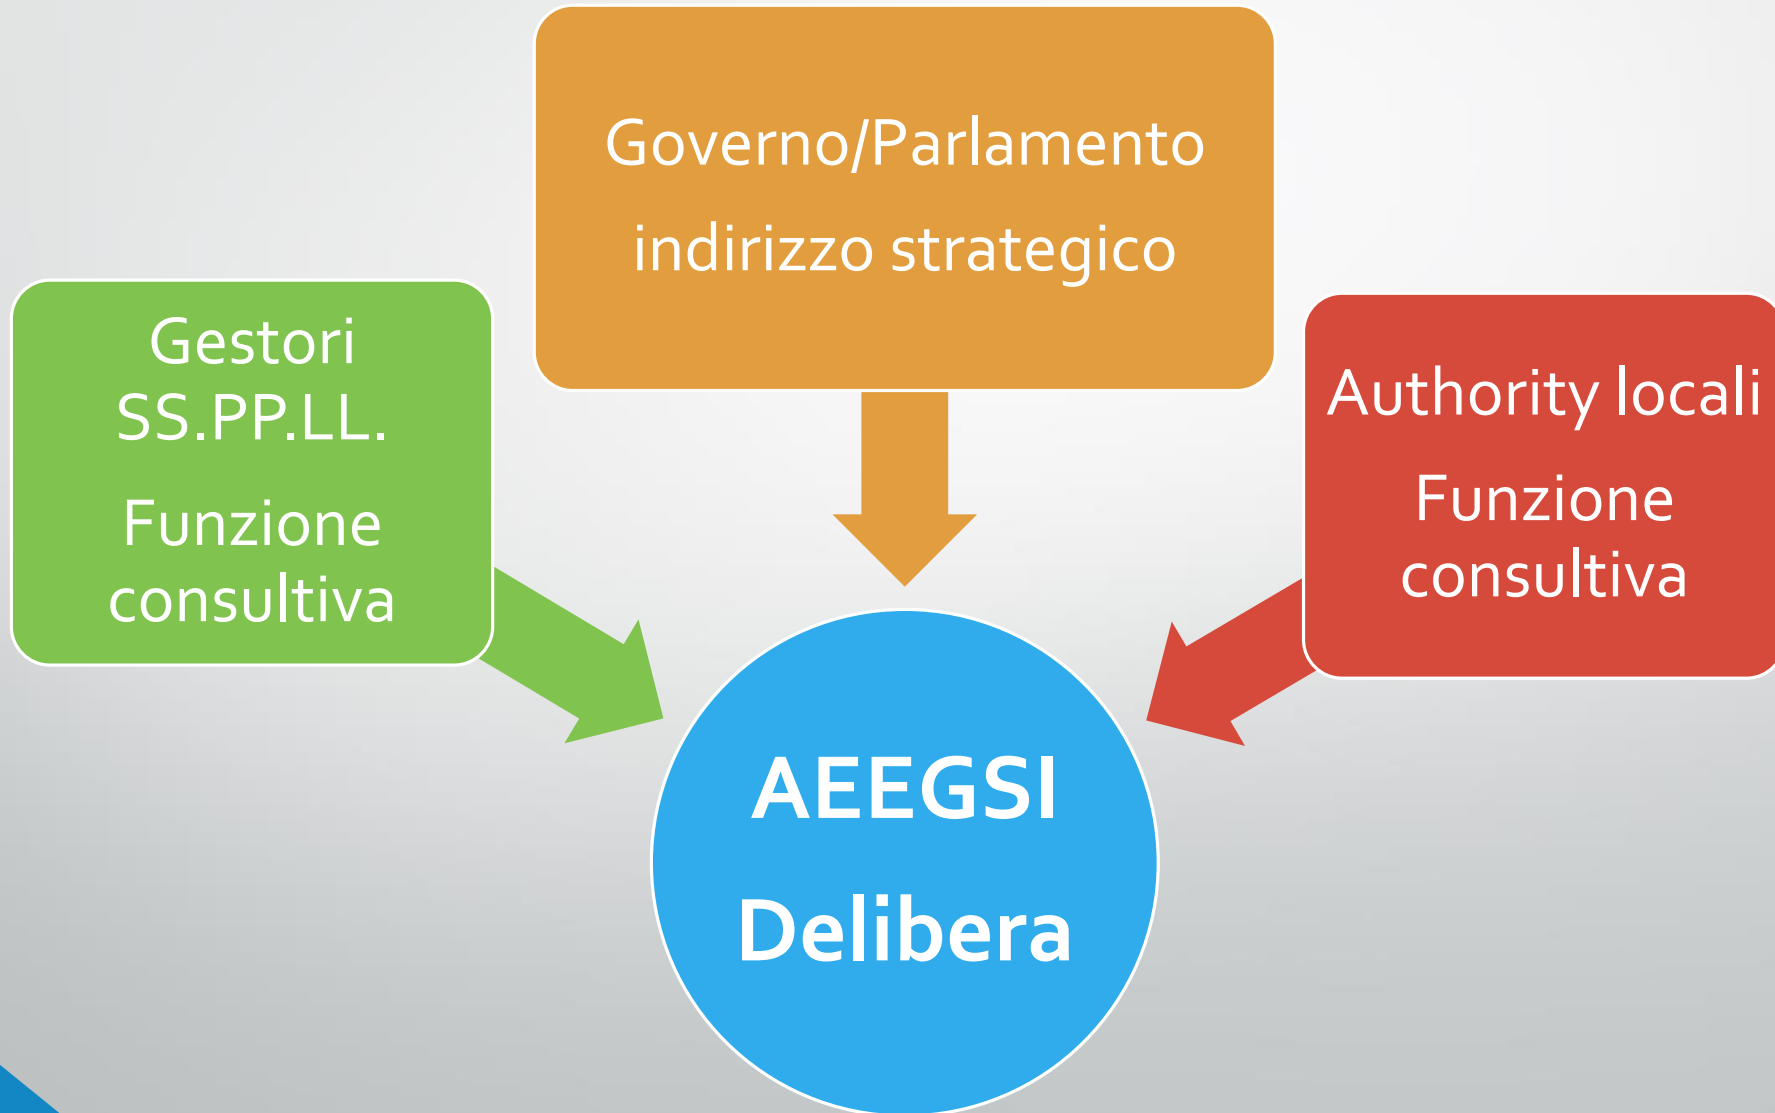 Governo/Parlamento
indirizzo strategico
Gestori
SS.PP.LL.
Funzione
consultiva
Authority locali
Funzione
consultiva
AEEGSI
Delibera